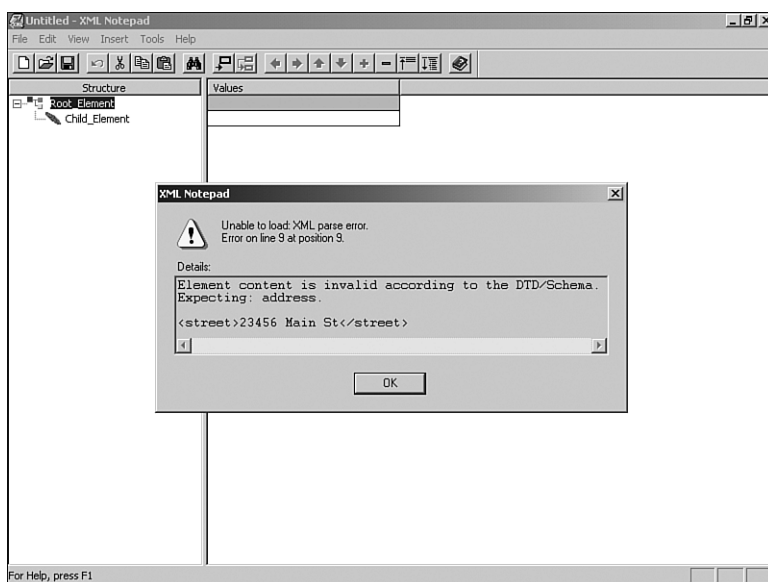 Untitled - XML Notepad
File Edit View Insert Tools Help
Structure
Values
Root_Element
Child_Element
XML Notepad
Unable to load: XML parse error.
Error on line 9 at position 9.
Details:
Element content is invalid according to the DTD/Schema.
Expecting: address.
<street>23456 Main St</street>
OK
For Help, press F1